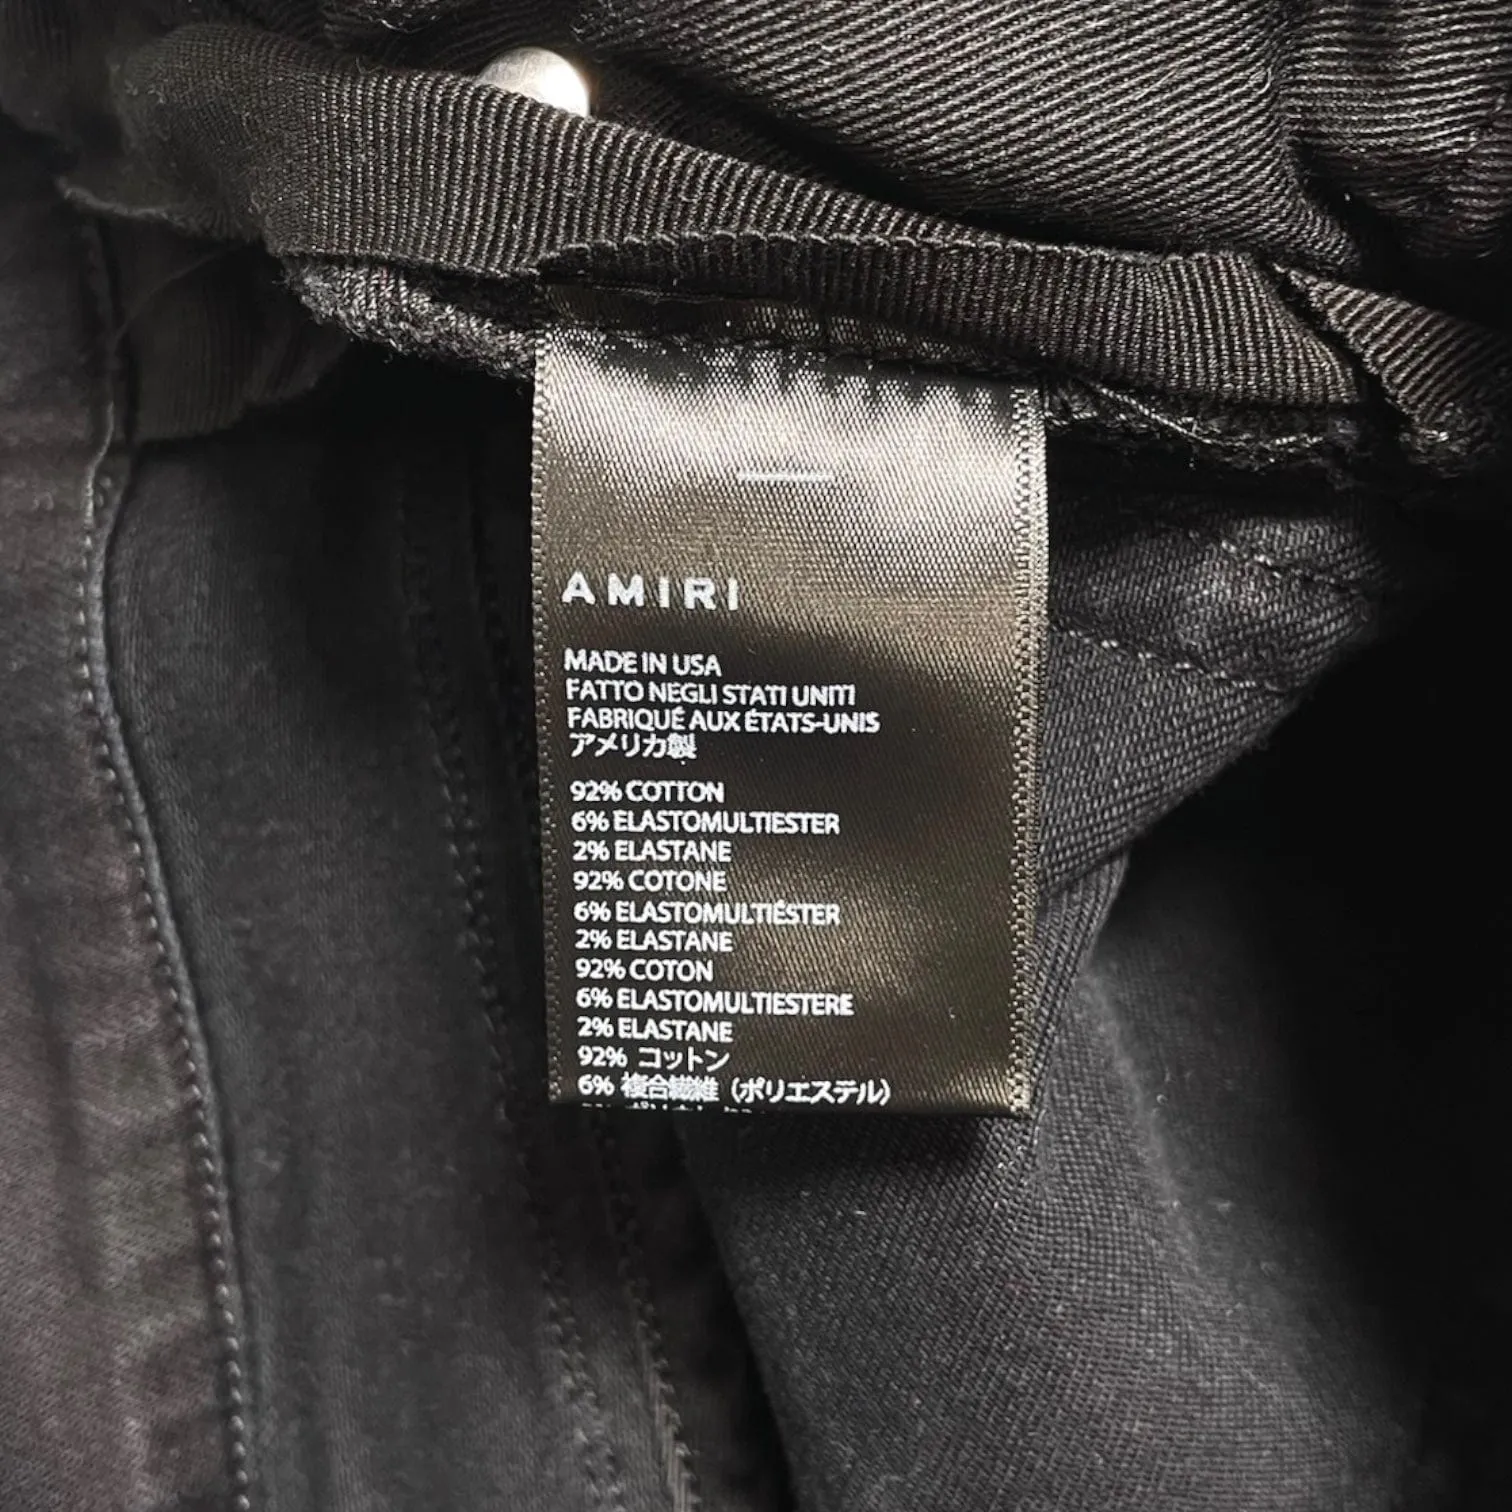 AMIRI
MADE IN USA
FATTO NEGLI STATI UNITI
FABRIQUÉ AUX ÉTATS-UNIS
アメリカ製
92% COTTON
6% ELASTOMULTIESTER
2% ELASTANE
92% COTONE
6% ELASTOMULTIÉSTER
2% ELASTANE
92% COTON
6% ELASTOMULTIESTERE
2% ELASTANE
92% コットン
6% 複合繊維（ポリエステル）